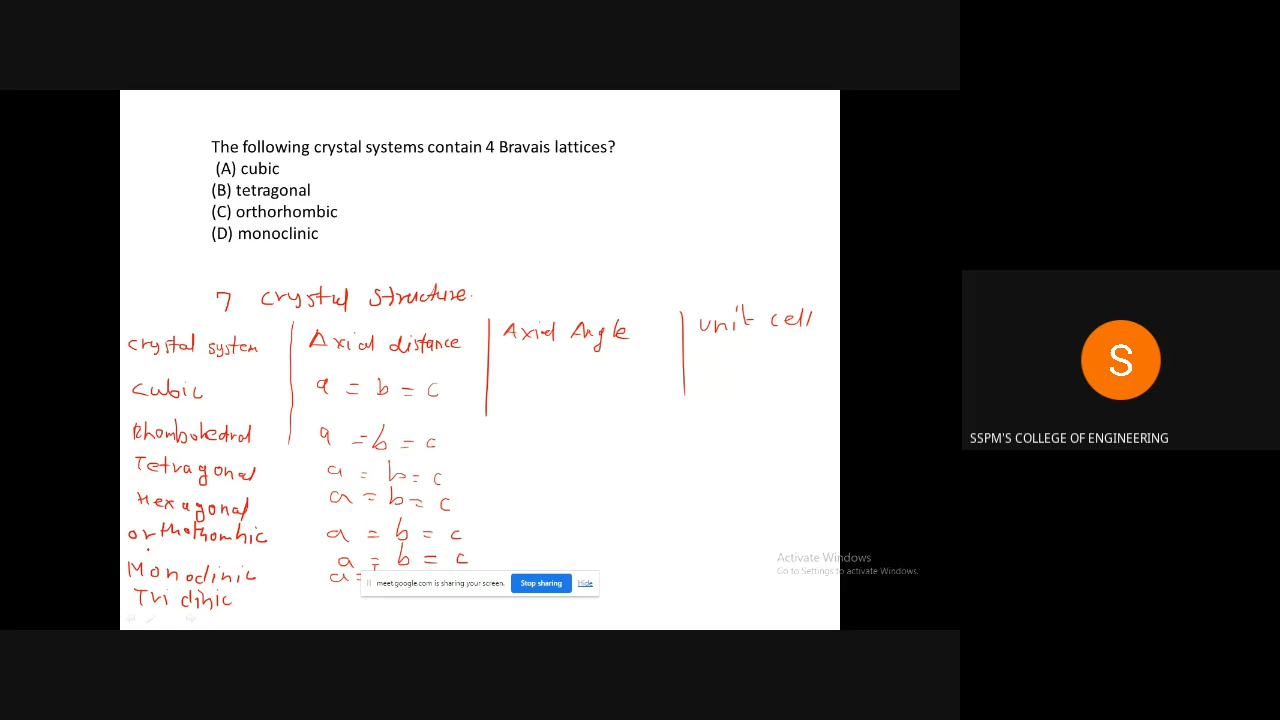 The following crystal systems contain 4 Bravais lattices?
(A) cubic
(B) tetragonal
(C) orthorhombic
(D) monoclinic
7 crystal structure.
crystal system Axial distance Axial Angle unit cell
cubic a = b = c
Rhombohedral a = b = c
Tetragonal a = b = c
Hexagonal a = b = c
orthothombic a = b = c
Monoclinic a = b = c
Triclinic a =
meet.google.com is sharing your screen. Stop sharing Hide
Activate Windows
Go to Settings to activate Windows.
S
SSPM'S COLLEGE OF ENGINEERING